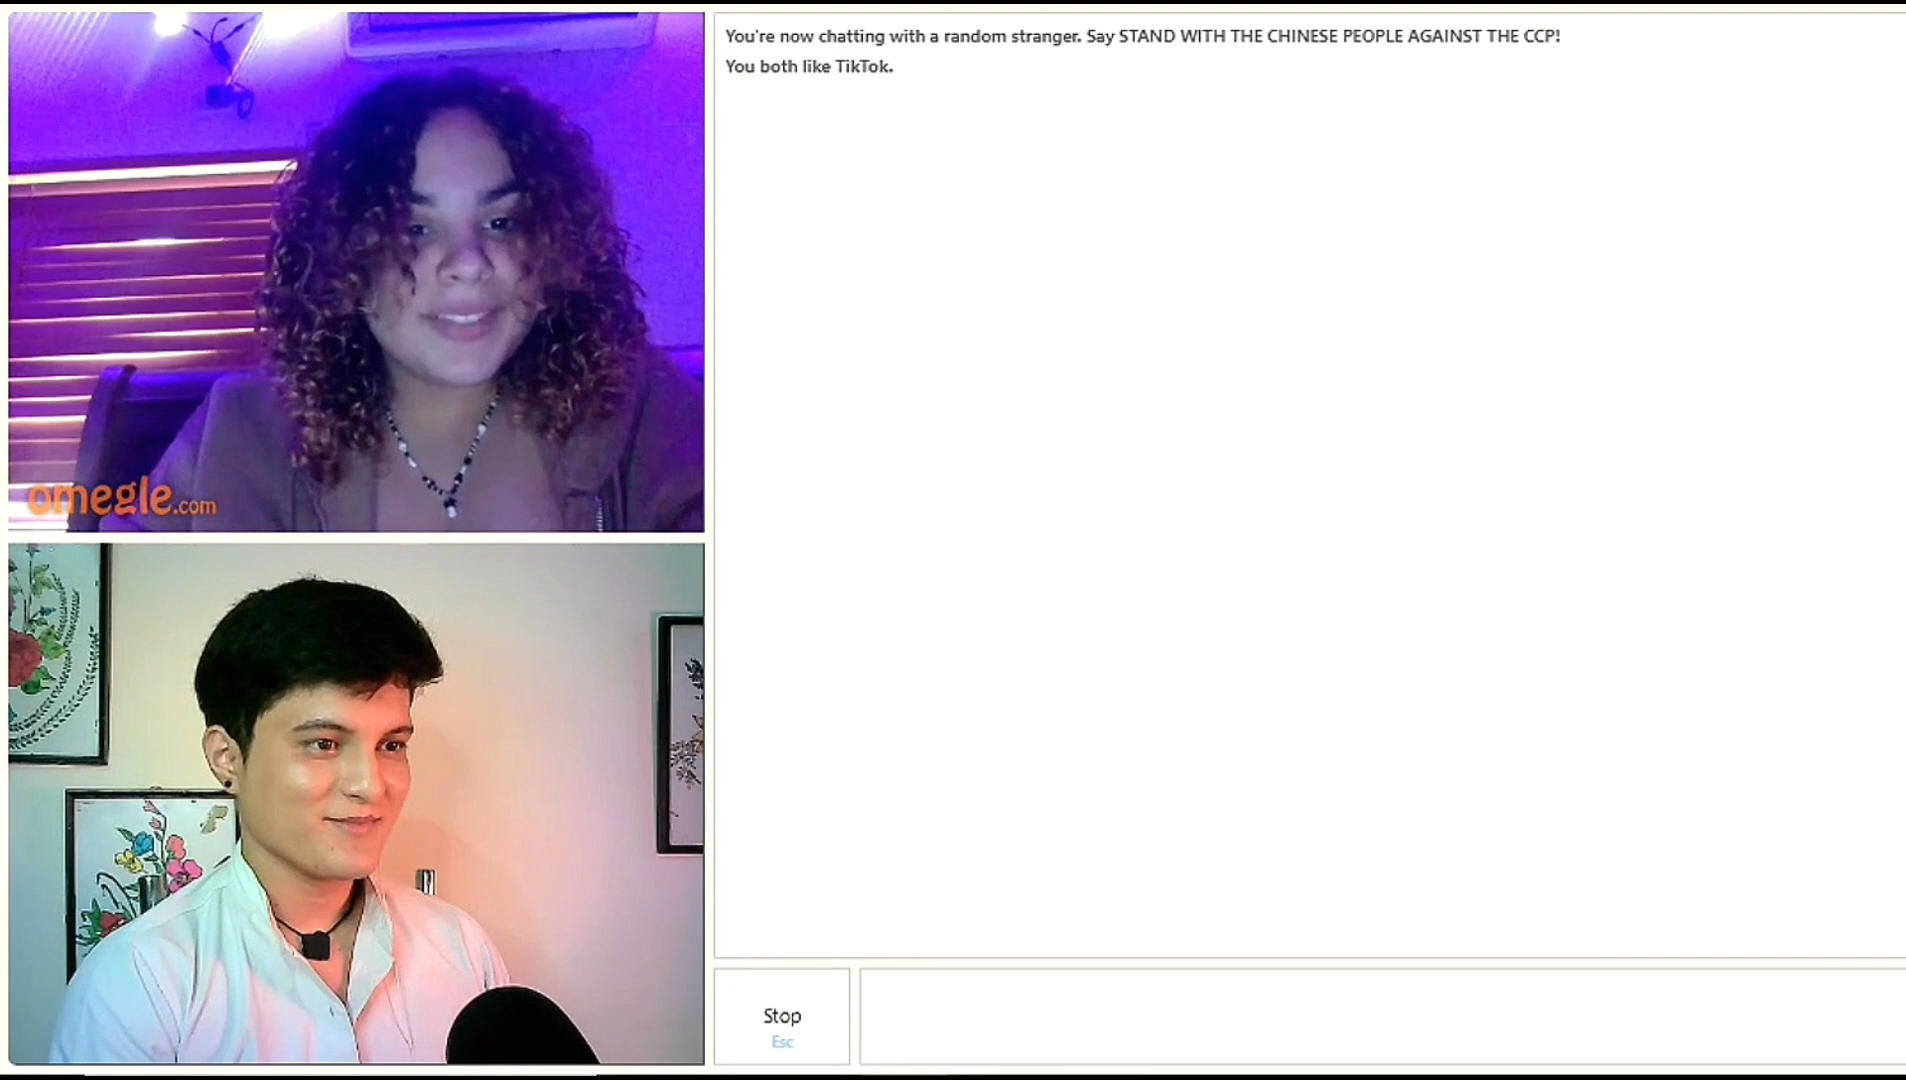 You're now chatting with a random stranger. Say STAND WITH THE CHINESE PEOPLE AGAINST THE CCP!
You both like TikTok.
omegle.com
Stop
Esc